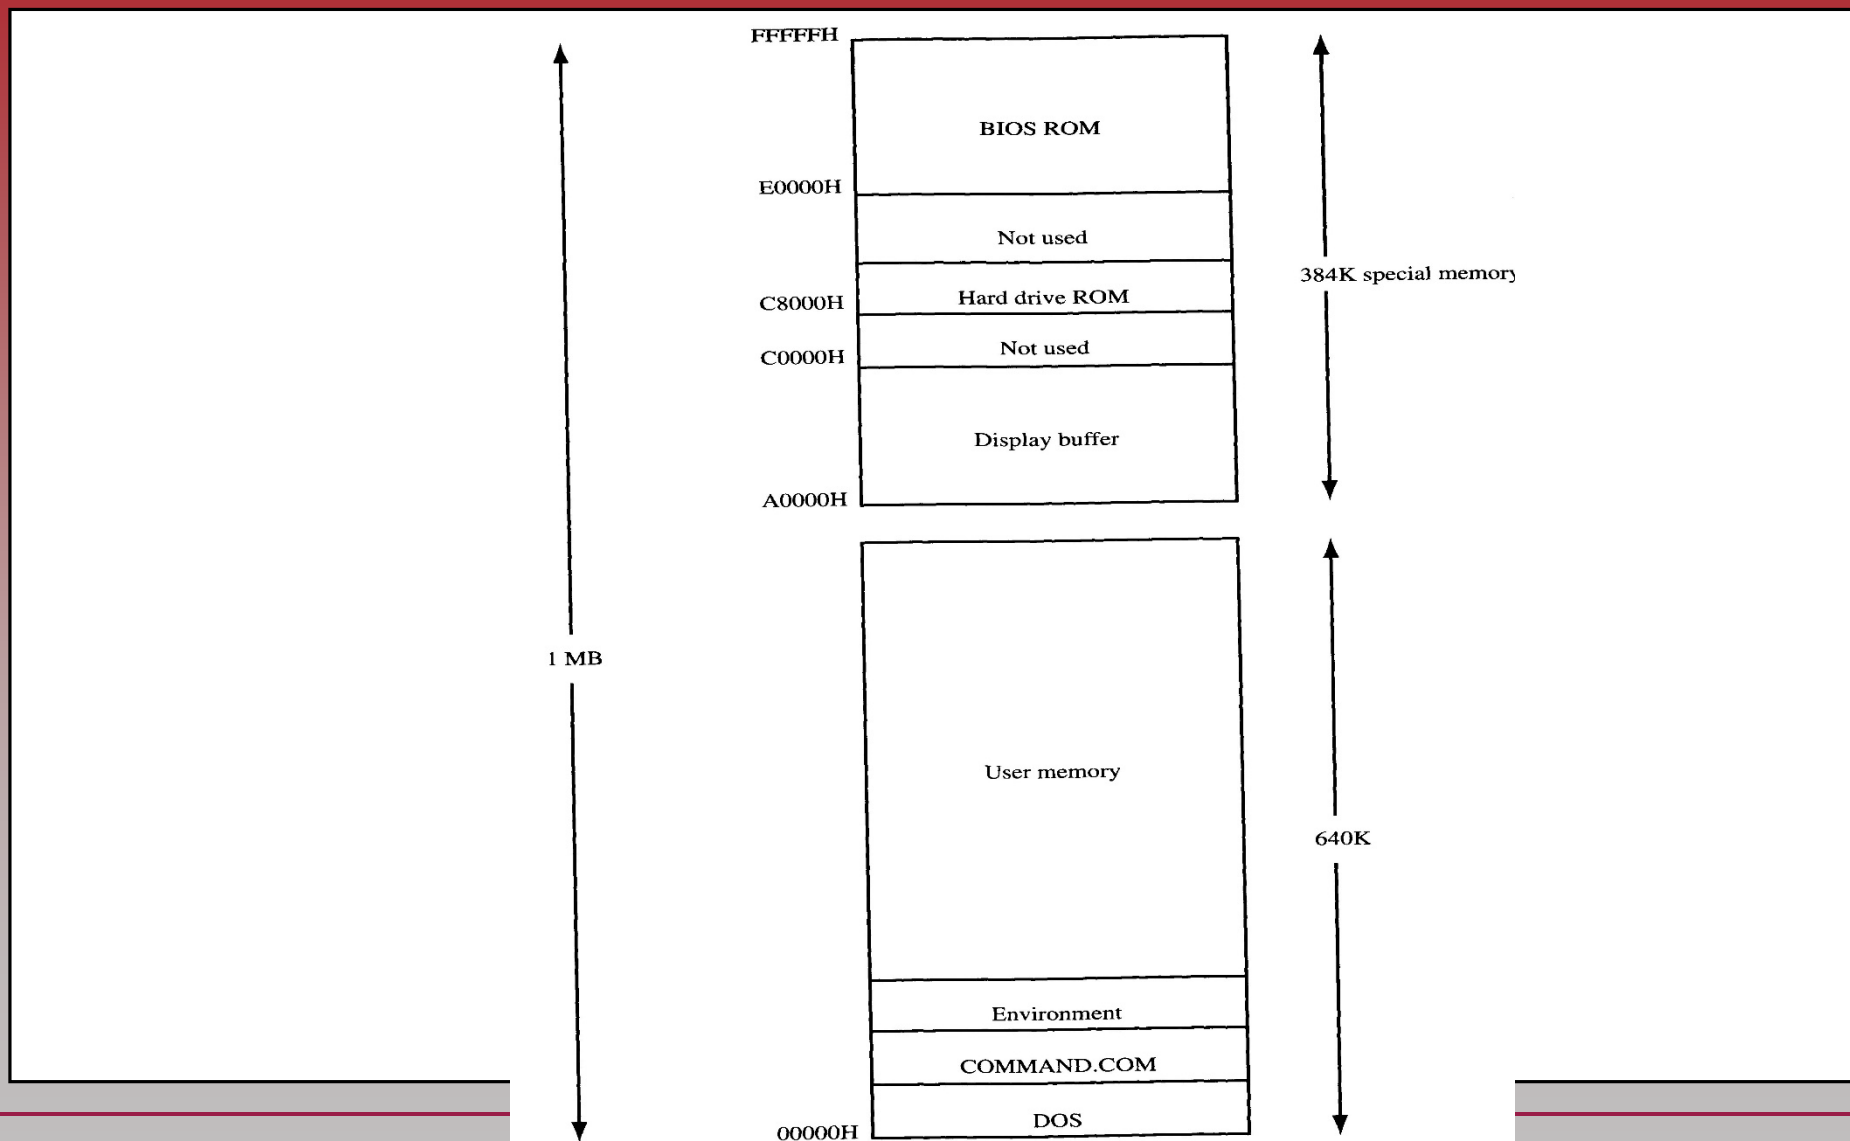 FFFFFH
BIOS ROM
E0000H
Not used
384K special memory
Hard drive ROM
C8000H
Not used
C0000H
Display buffer
A0000H
1 MB
User memory
640K
Environment
COMMAND.COM
DOS
00000H